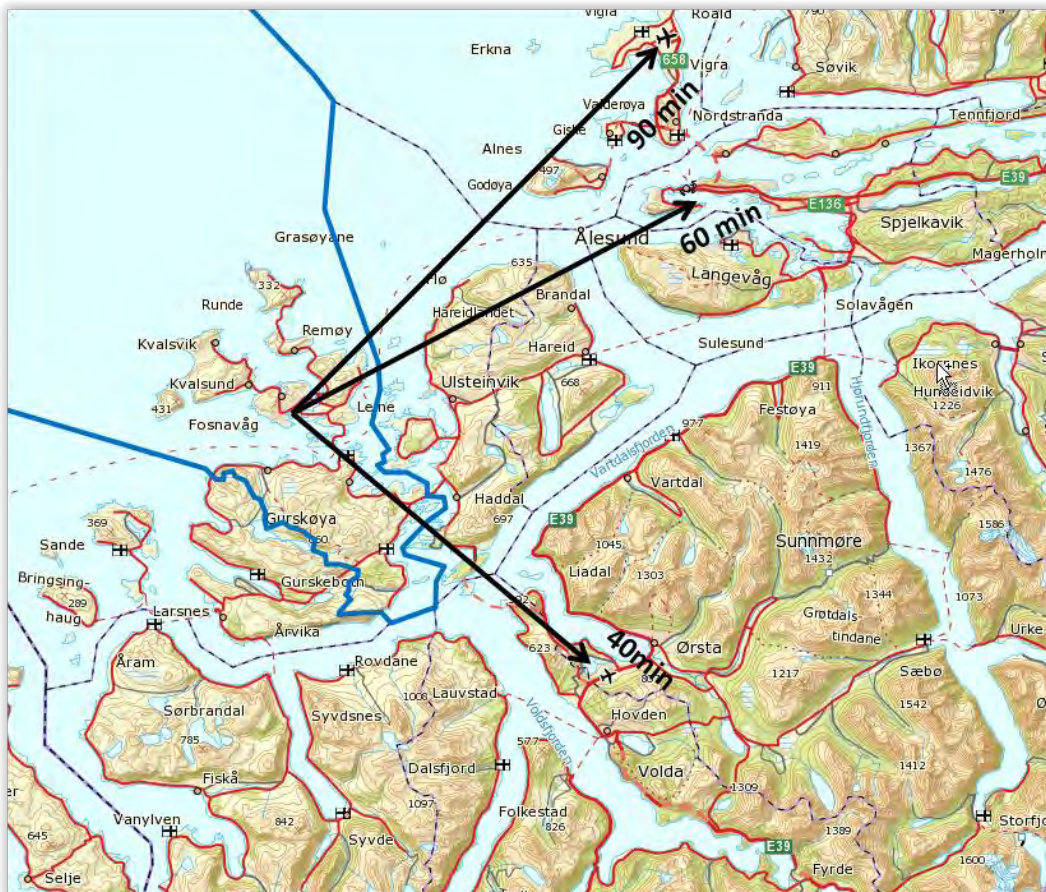 Vigra
Roald
790
Erkna
658
Vigra
Søvik
Valderøya
90 min
Nordstranda
Tennfjord
Giske
Alnes
497
Godøya
E39
E136
Ålesund
60 min
Spjelkavik
Grasøyane
Langevåg
Magerholm
635
332
Brandal
Solavågen
Runde
Hareidlandet
Remøy
Kvalsvik
Hareid
Sulesund
E39
Kvalsund
Ulsteinvik
668
911
Hundeidvik
1226
431
Leine
Festøya
Fosnavåg
977
Hjørundfjorden
1419
1367
Vartdalsfjorden
1476
Vartdal
Haddal
697
E39
1586
369
Gurskøya
Sande
Sunnmøre
1432
1045
Liadal
1303
Bringsing-
haug
289
Gurskebotn
1344
1073
Larsnes
Grøtdals-
tindane
Årvika
623
40min
Ørsta
Urke
Åram
Rovdane
1217
Sæbø
Lauvstad
Sørbrandal
Syvdsnes
Hovden
1542
785
Voldsfjorden
577
Dalsfjord
Volda
1412
Fiskå
1309
842
1097
Folkestad
826
Vanylven
Storfjo
645
Syvde
1389
E39
Fyrde
1600
Selje